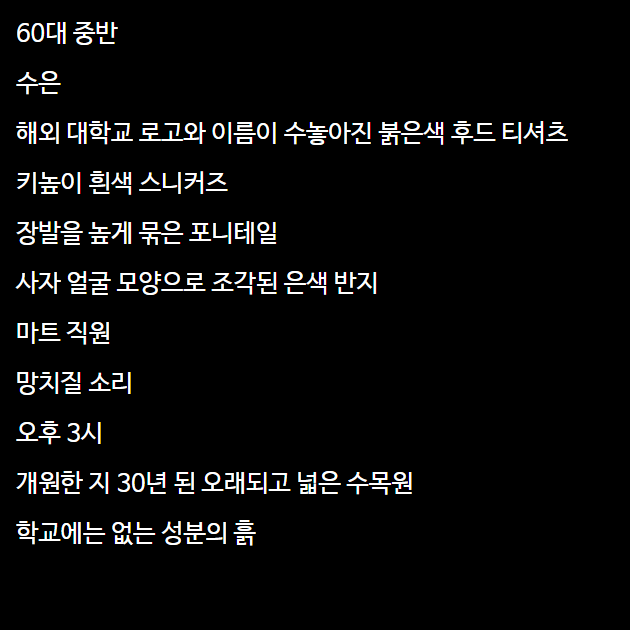 60대 중반
수은
해외 대학교 로고와 이름이 수놓아진 붉은색 후드 티셔츠
키높이 흰색 스니커즈
장발을 높게 묶은 포니테일
사자 얼굴 모양으로 조각된 은색 반지
마트 직원
망치질 소리
오후 3시
개원한 지 30년 된 오래되고 넓은 수목원
학교에는 없는 성분의 흙